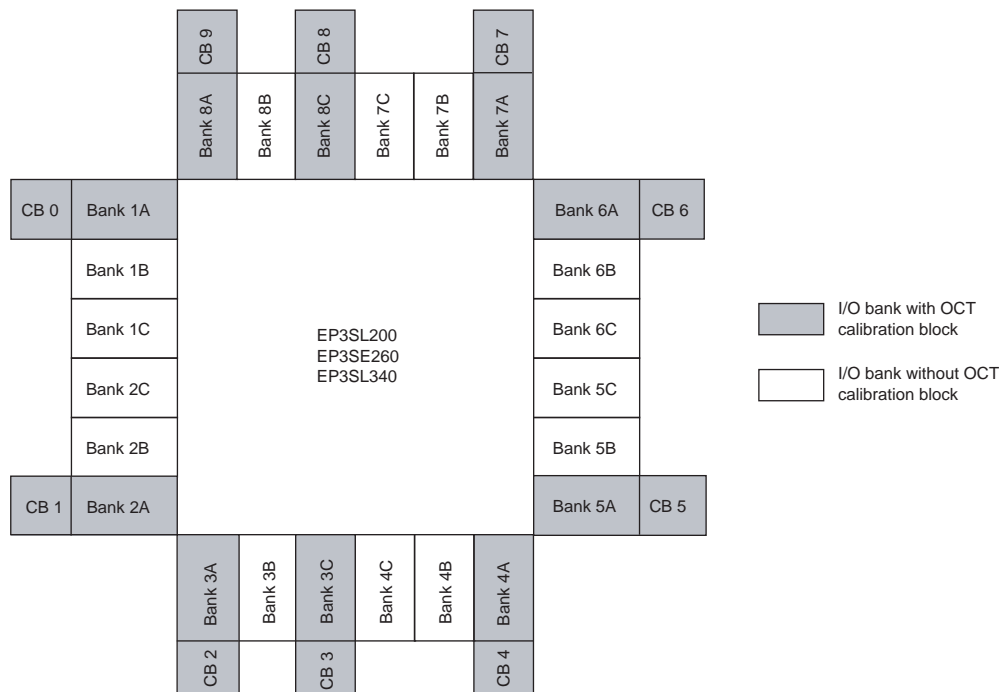 CB 9
CB 8
CB 7
Bank 8A
Bank 8B
Bank 8C
Bank 7C
Bank 7B
Bank 7A
CB 0
Bank 1A
Bank 1B
Bank 1C
Bank 2C
Bank 2B
CB 1
Bank 2A
EP3SL200
EP3SE260
EP3SL340
Bank 6A
CB 6
Bank 6B
Bank 6C
Bank 5C
Bank 5B
Bank 5A
CB 5
Bank 3A
Bank 3B
Bank 3C
Bank 4C
Bank 4B
Bank 4A
CB 2
CB 3
CB 4
I/O bank with OCT
calibration block
I/O bank without OCT
calibration block